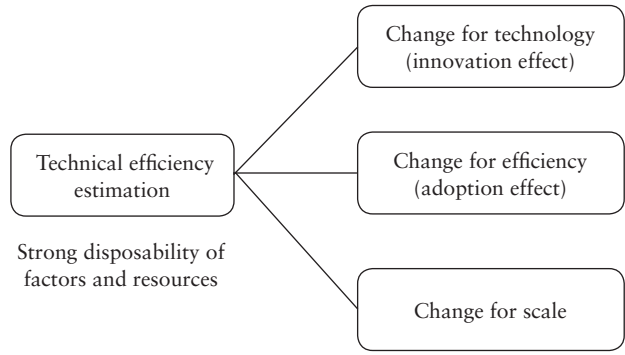 Change for technology
(innovation effect)
Technical efficiency
estimation
Change for efficiency
(adoption effect)
Strong disposability of
factors and resources
Change for scale